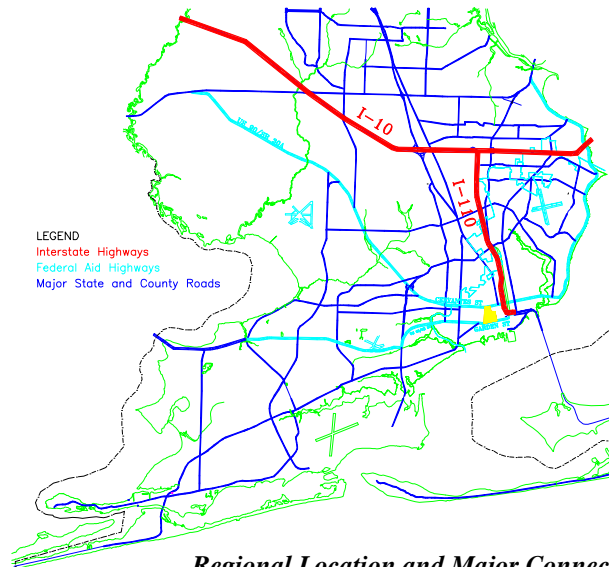 I-10
I-110
LEGEND
Interstate Highways
Federal Aid Highways
Major State and County Roads
Regional Location and Major Connec